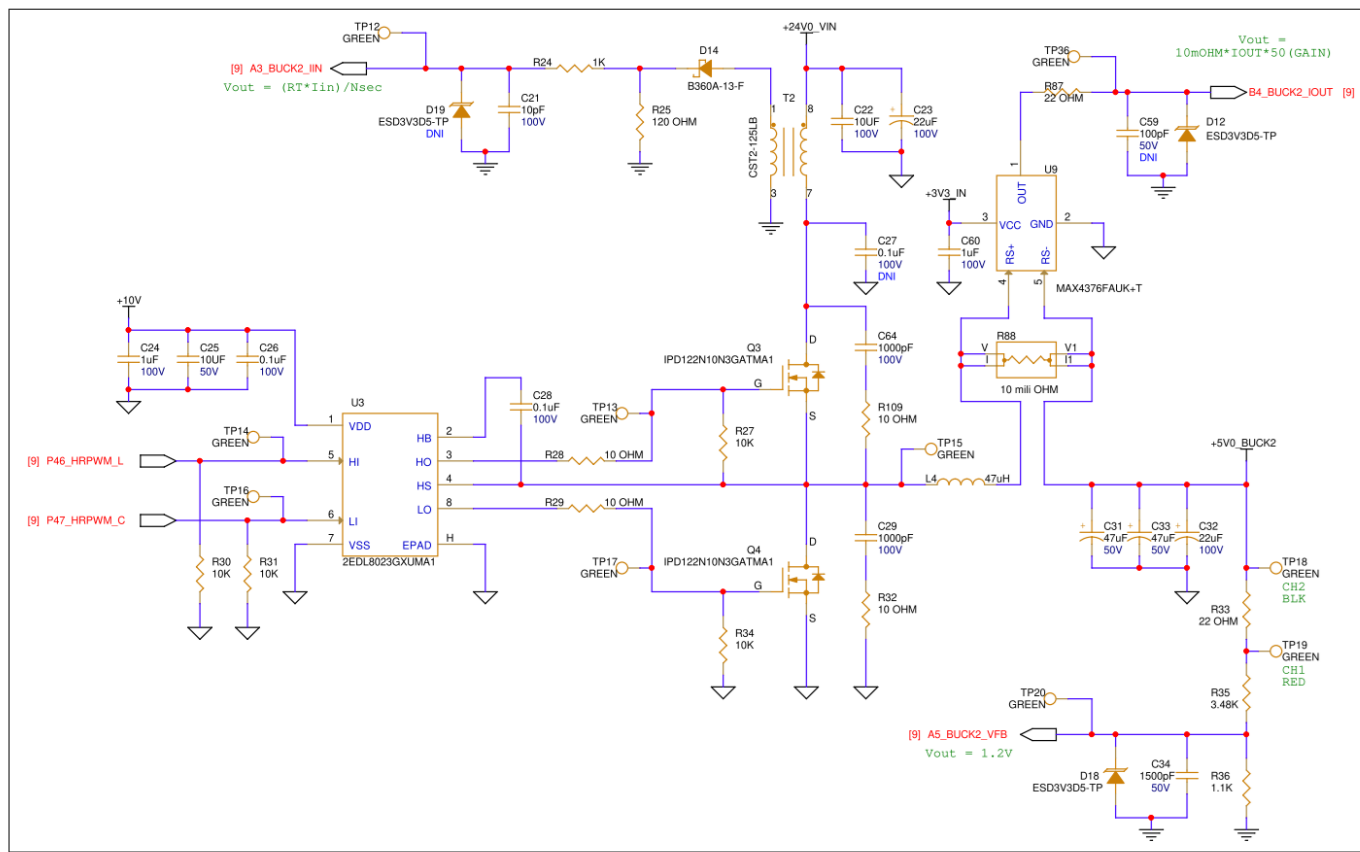 TP12
GREEN
[9] A3_BUCK2_IIN
Vout = (RT*Iin)/Nsec
R24
1K
D14
B360A-13-F
D19
ESD3V3D5-TP
DNI
C21
10pF
100V
R25
120 OHM
+24V0_VIN
T2
1
8
3
7
CST2-125LB
C22
10UF
100V
C23
22uF
100V
+
C27
0.1uF
100V
DNI
Vout =
10mOHM*IOUT*50(GAIN)
TP36
GREEN
R87
22 OHM
B4_BUCK2_IOUT [9]
C59
100pF
50V
DNI
D12
ESD3V3D5-TP
1
U9
OUT
+3V3_IN
3
VCC
GND
2
RS+
RS-
4
5
C60
1uF
100V
MAX4376FAUK+T
R88
V
V1
I
I1
10 mili OHM
+10V
C24
1uF
100V
C25
10UF
50V
C26
0.1uF
100V
U3
1
VDD
HB
2
HO
3
5
HI
HS
4
LO
8
6
LI
7
VSS
EPAD
H
2EDL8023GXUMA1
TP14
GREEN
[9] P46_HRPWM_L
TP16
GREEN
[9] P47_HRPWM_C
R30
10K
R31
10K
C28
0.1uF
100V
R28
10 OHM
R29
10 OHM
TP13
GREEN
R27
10K
Q3
IPD122N10N3GATMA1
D
G
S
C64
1000pF
100V
R109
10 OHM
TP15
GREEN
L4
47uH
TP17
GREEN
Q4
IPD122N10N3GATMA1
D
G
S
R34
10K
C29
1000pF
100V
R32
10 OHM
+5V0_BUCK2
+
C31
47uF
50V
+
C33
47uF
50V
+
C32
22uF
100V
TP18
GREEN
CH2
BLK
R33
22 OHM
TP19
GREEN
CH1
RED
R35
3.48K
TP20
GREEN
[9] A5_BUCK2_VFB
Vout = 1.2V
D18
ESD3V3D5-TP
C34
1500pF
50V
R36
1.1K